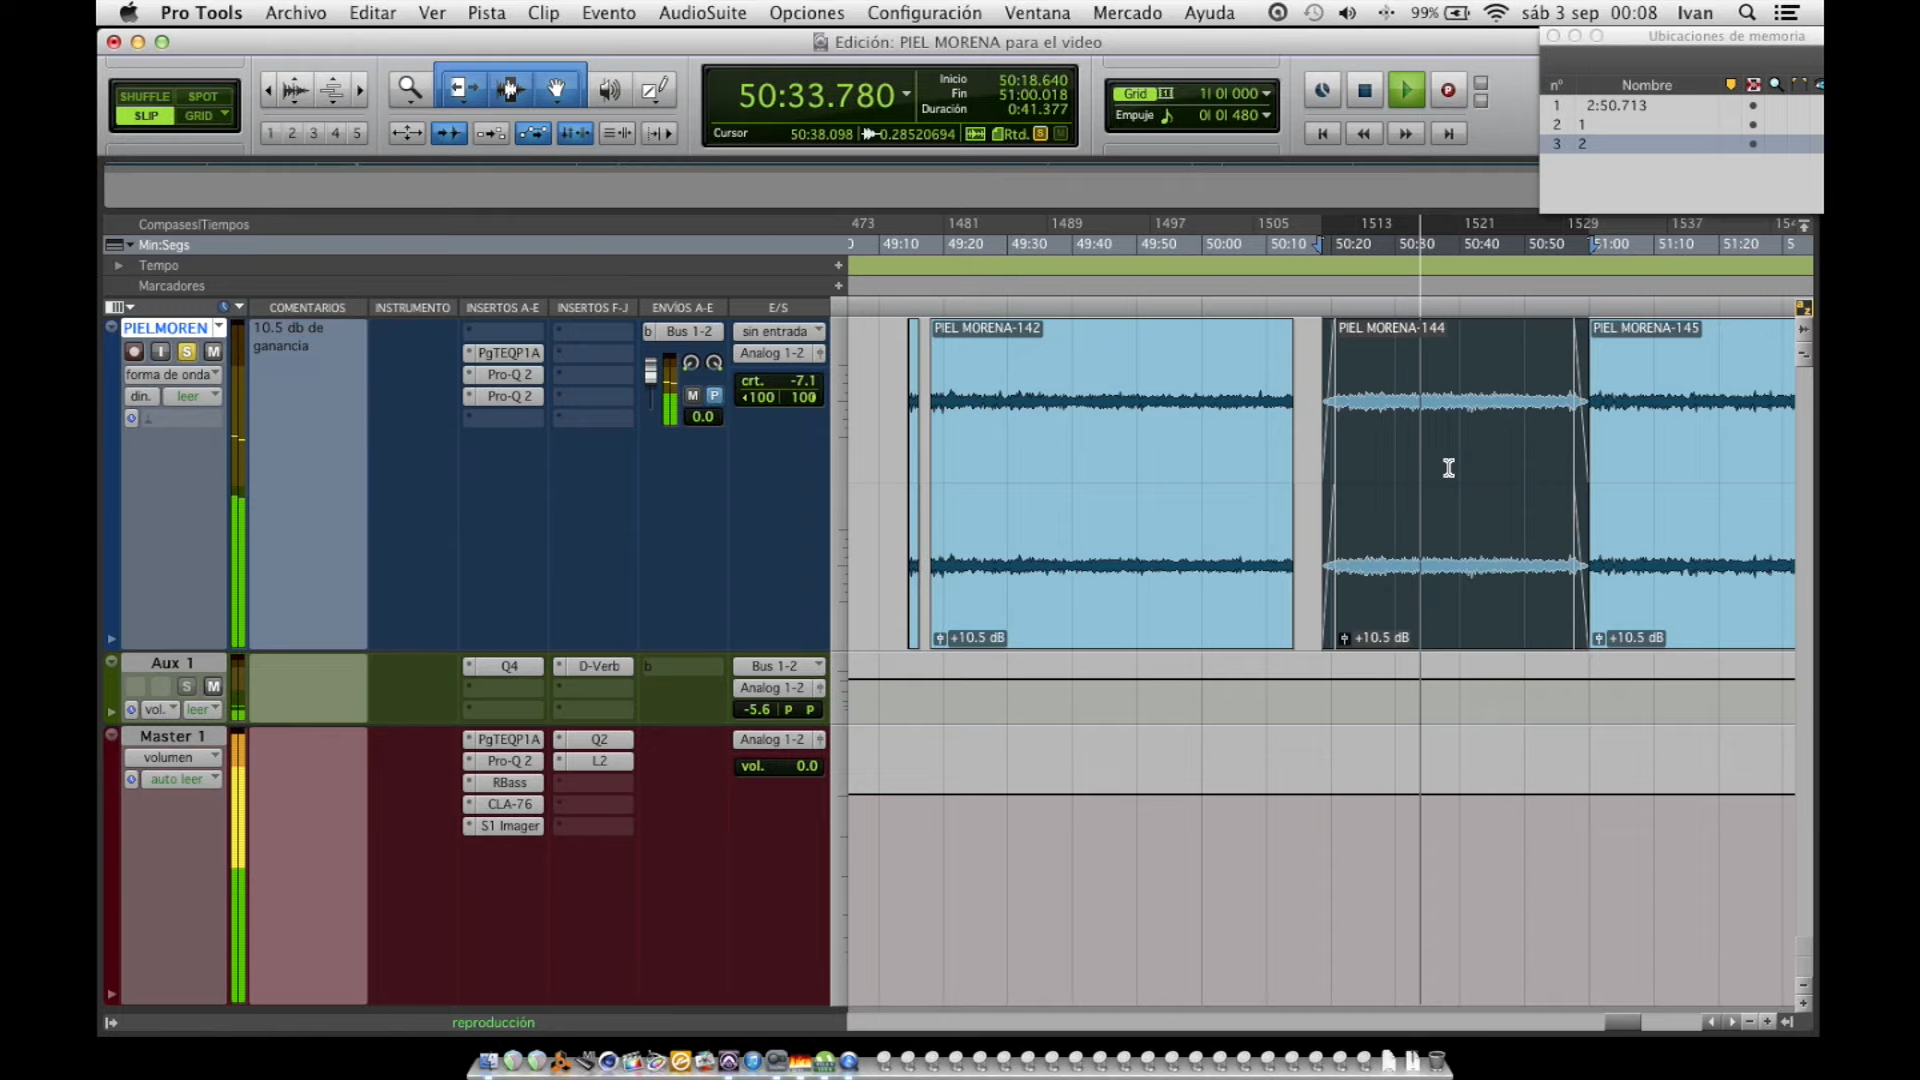 Pro Tools Archivo Editar Ver Pista Clip Evento AudioSuite Opciones Configuración Ventana Mercado Ayuda 99% sáb 3 sep 00:08 Ivan
Edición: PIEL MORENA para el video
Ubicaciones de memoria
SHUFFLE SPOT
SLIP GRID
1 2 3 4 5
50:33.780
Inicio 50:18.640
Fin 51:00.018
Duración 0:41.377
Cursor 50:38.098 -0.28520694 Rtd. S M
Grid 1| 0| 000
Empuje 0| 0| 480
nº Nombre
1 2:50.713
2 1
3 2
Compases|Tiempos
473 1481 1489 1497 1505 1513 1521 1529 1537
Min:Segs
49:10 49:20 49:30 49:40 49:50 50:00 50:10 50:20 50:30 50:40 50:50 51:00 51:10 51:20 5
Tempo
Marcadores
COMENTARIOS INSTRUMENTO INSERTOS A-E INSERTOS F-J ENVÍOS A-E E/S
PIELMOREN
I S M
forma de onda
din. leer
10.5 db de
ganancia
PgTEQP1A
Pro-Q 2
Pro-Q 2
b Bus 1-2
M P
0.0
sin entrada
Analog 1-2
crt. -7.1
100 100
PIEL MORENA-142 PIEL MORENA-144 PIEL MORENA-145
+10.5 dB +10.5 dB +10.5 dB
Aux 1
S M
vol. leer
Q4 D-Verb b Bus 1-2
Analog 1-2
-5.6 P P
Master 1
volumen
auto leer
PgTEQP1A Q2 Analog 1-2
Pro-Q 2 L2 vol. 0.0
RBass
CLA-76
S1 Imager
reproducción